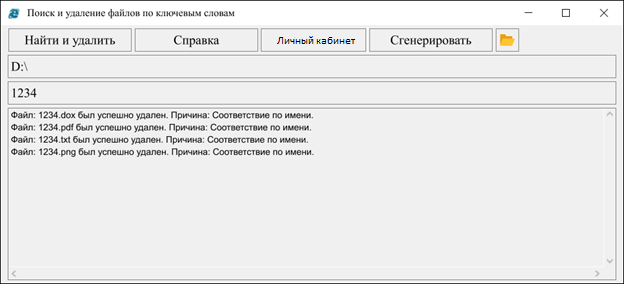 Поиск и удаление файлов по ключевым словам
Найти и удалить Справка Личный кабинет Сгенерировать
D:\
1234
Файл: 1234.dox был успешно удален. Причина: Соответствие по имени.
Файл: 1234.pdf был успешно удален. Причина: Соответствие по имени.
Файл: 1234.txt был успешно удален. Причина: Соответствие по имени.
Файл: 1234.png был успешно удален. Причина: Соответствие по имени.